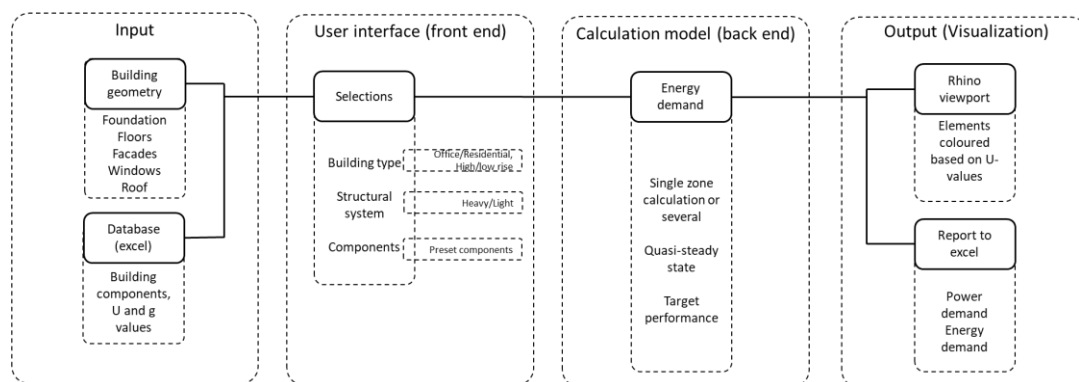 Input
Building
geometry
Foundation
Floors
Facades
Windows
Roof
Database
(excel)
Building
components,
U and g
values
User interface (front end)
Selections
Building type
Office/Residential,
High/low rise
Structural
system
Heavy/Light
Components
Preset components
Calculation model (back end)
Energy
demand
Single zone
calculation or
several
Quasi-steady
state
Target
performance
Output (Visualization)
Rhino
viewport
Elements
coloured
based on U-
values
Report to
excel
Power
demand
Energy
demand